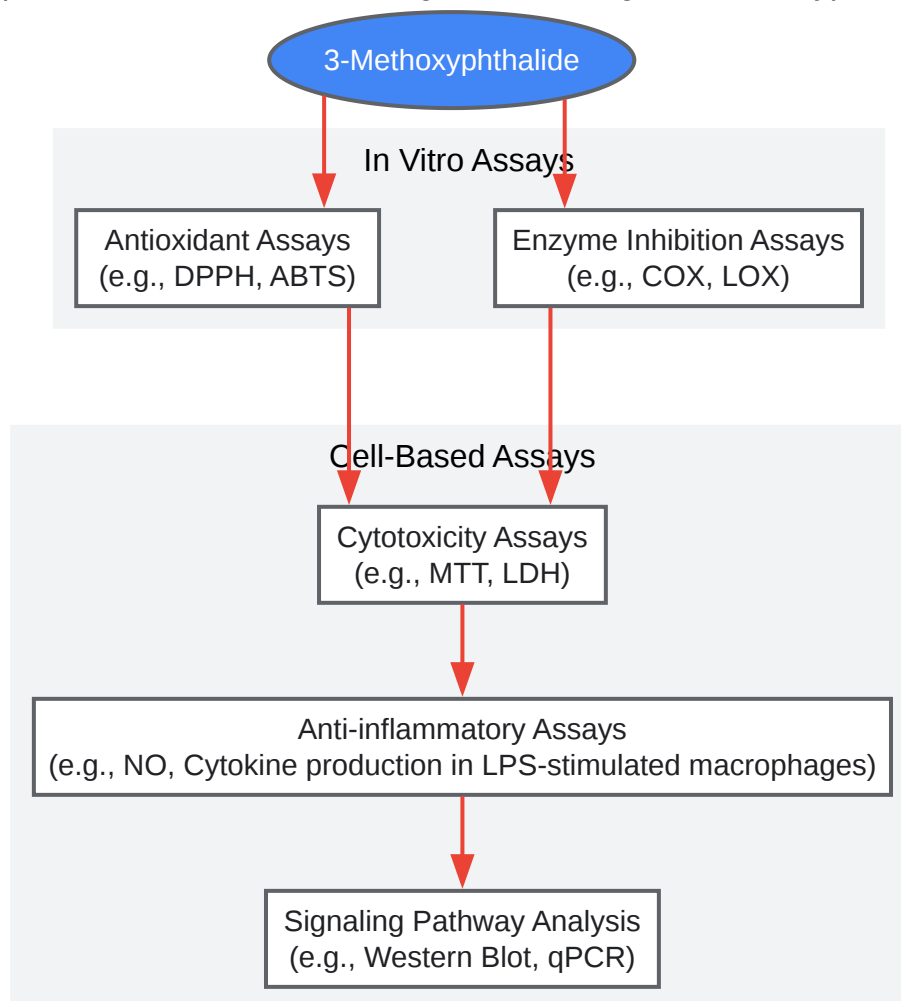 3-Methoxyphthalide
In Vitro Assays
Antioxidant Assays
(e.g., DPPH, ABTS)
Enzyme Inhibition Assays
(e.g., COX, LOX)
Cell-Based Assays
Cytotoxicity Assays
(e.g., MTT, LDH)
Anti-inflammatory Assays
(e.g., NO, Cytokine production in LPS-stimulated macrophages)
Signaling Pathway Analysis
(e.g., Western Blot, qPCR)